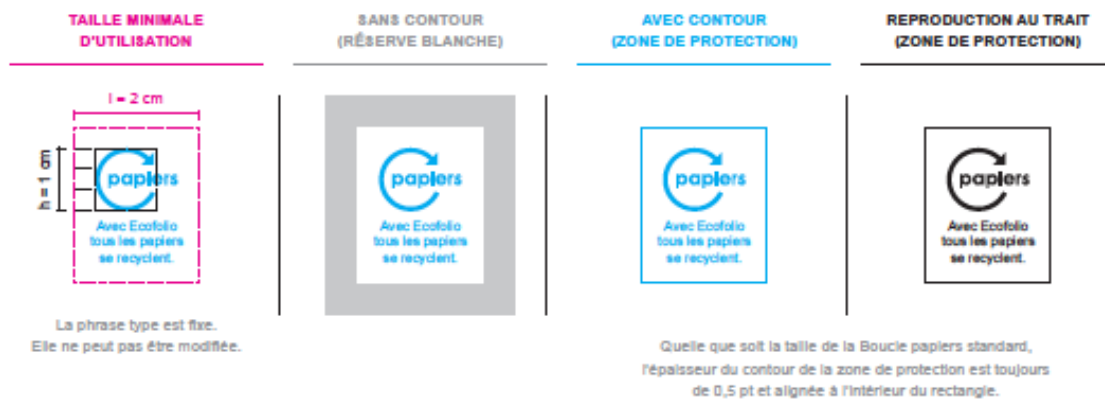 TAILLE MINIMALE
D'UTILISATION
SANS CONTOUR
(RÉSERVE BLANCHE)
AVEC CONTOUR
(ZONE DE PROTECTION)
REPRODUCTION AU TRAIT
(ZONE DE PROTECTION)
l = 2 cm
h = 1 cm
papiers
Avec Ecofolio
tous les papiers
se recyclent.
papiers
Avec Ecofolio
tous les papiers
se recyclent.
papiers
Avec Ecofolio
tous les papiers
se recyclent.
papiers
Avec Ecofolio
tous les papiers
se recyclent.
La phrase type est fixe.
Elle ne peut pas être modifiée.
Quelle que soit la taille de la Boucle papiers standard,
l'épaisseur du contour de la zone de protection est toujours
de 0,5 pt et alignée à l'intérieur du rectangle.